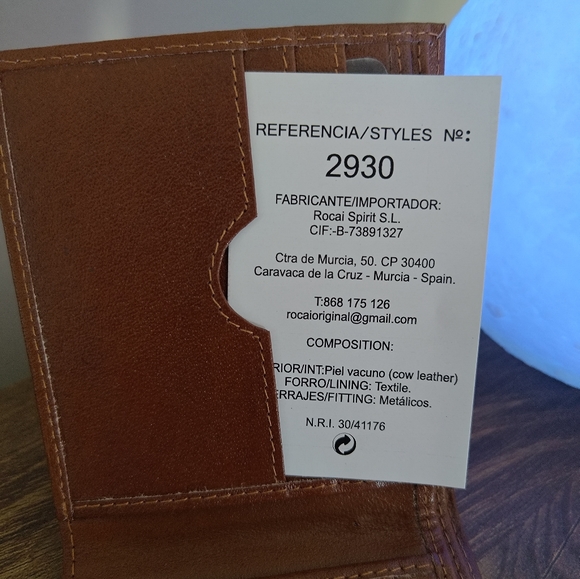 REFERENCIA/STYLES Nº:
2930
FABRICANTE/IMPORTADOR:
Rocai Spirit S.L.
CIF:-B-73891327
Ctra de Murcia, 50. CP 30400
Caravaca de la Cruz - Murcia - Spain.
T:868 175 126
rocaioriginal@gmail.com
COMPOSITION:
RIOR/INT:Piel vacuno (cow leather)
FORRO/LINING: Textile.
ERRAJES/FITTING: Metálicos.
N.R.I. 30/41176